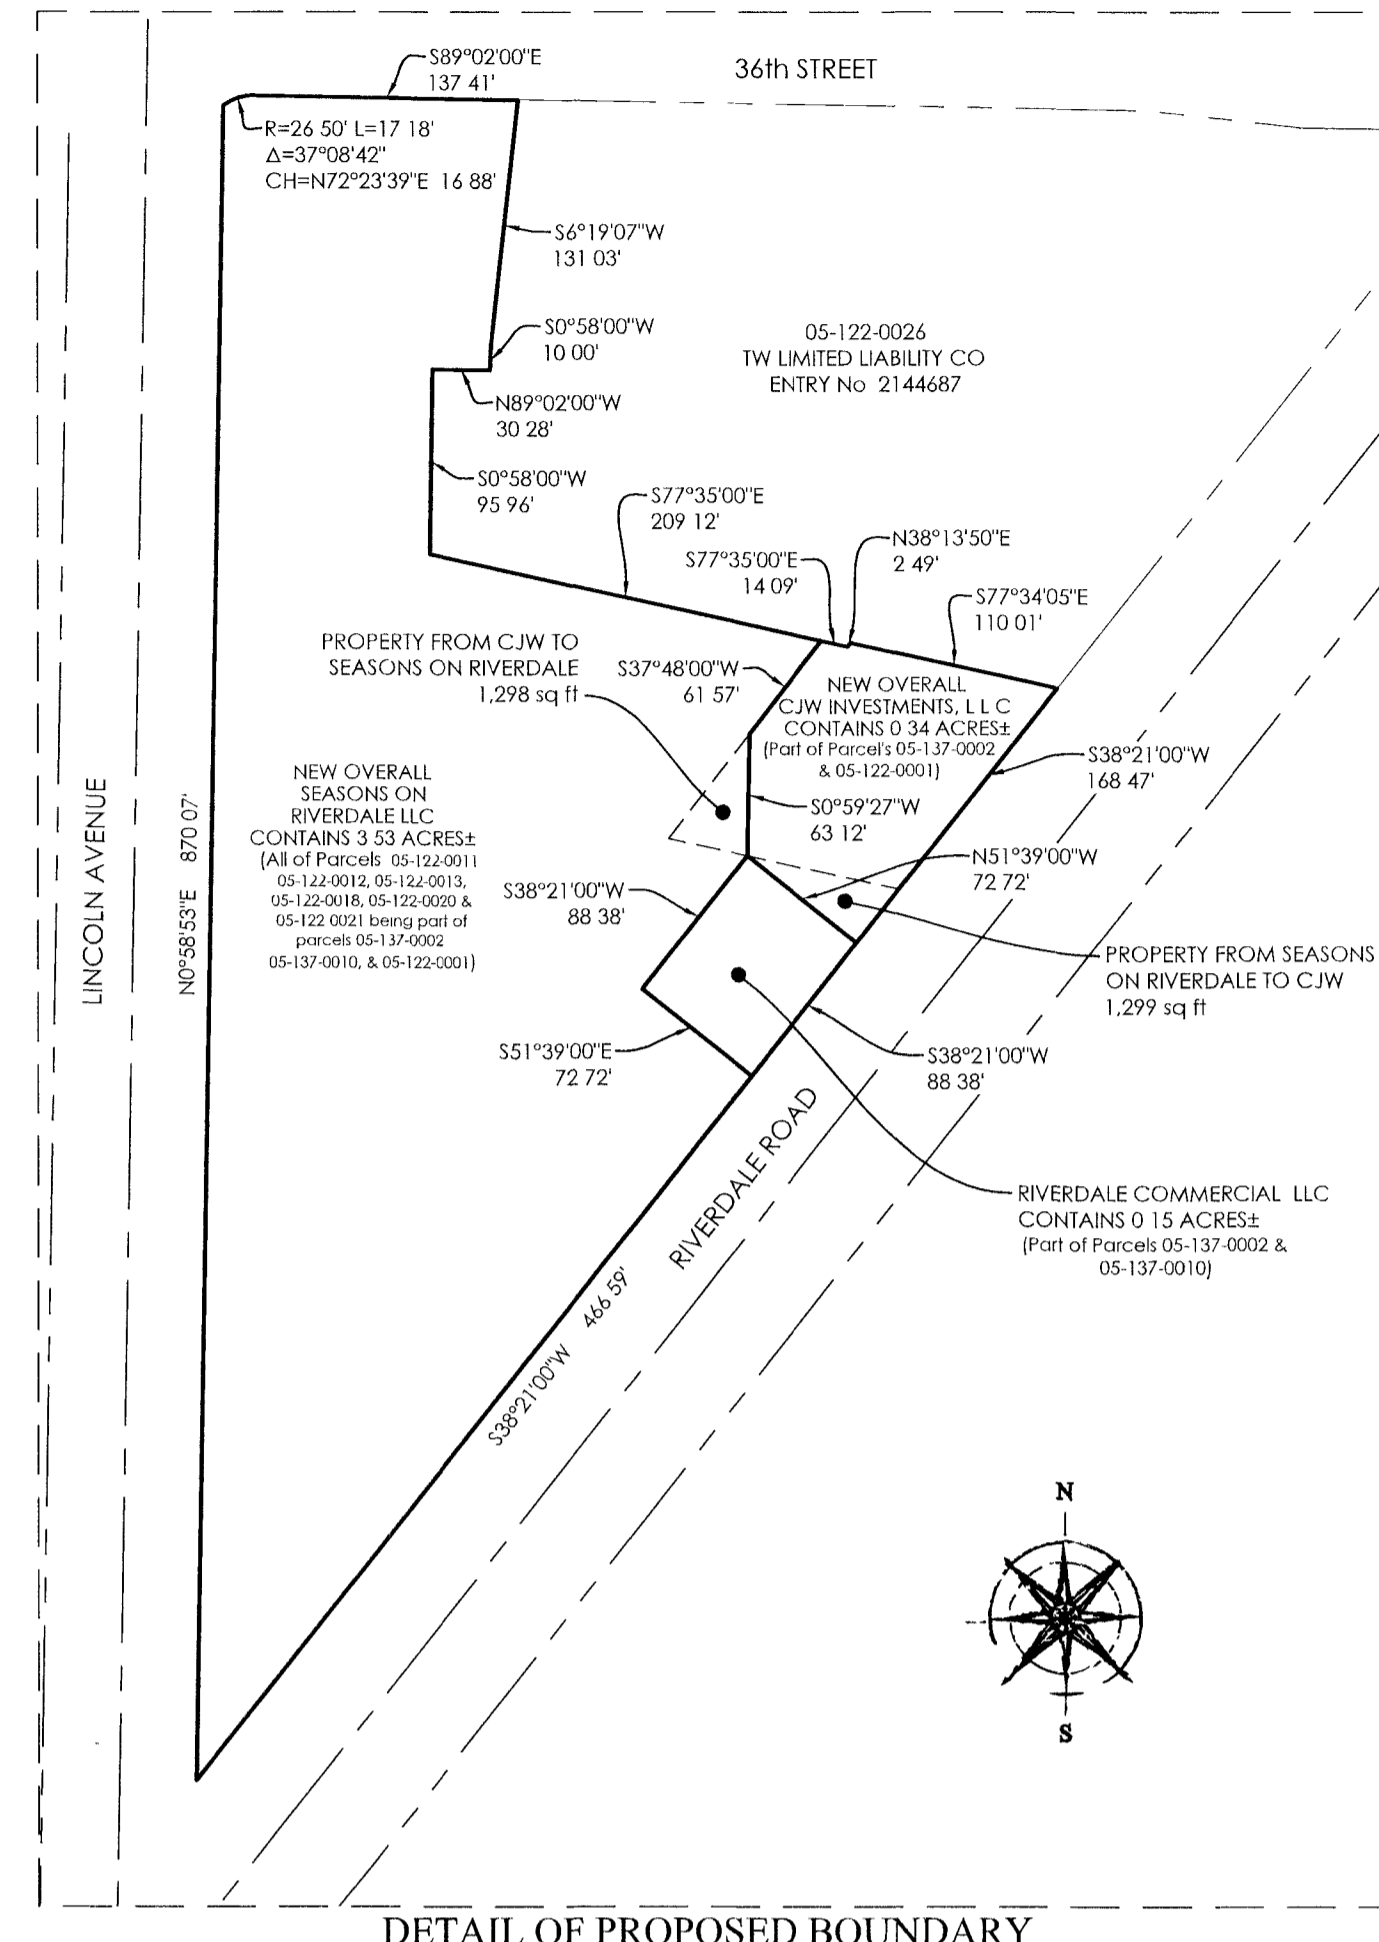 S89°02'00"E
137 41'
36th STREET
R=26 50' L=17 18'
Δ=37°08'42"
CH=N72°23'39"E 16 88'
S6°19'07"W
131 03'
S0°58'00"W
10 00'
05-122-0026
TW LIMITED LIABILITY CO
ENTRY No 2144687
N89°02'00"W
30 28'
S0°58'00"W
95 96'
S77°35'00"E
209 12'
N38°13'50"E
2 49'
S77°35'00"E
14 09'
S77°34'05"E
110 01'
PROPERTY FROM CJW TO
SEASONS ON RIVERDALE
1,298 sq ft
S37°48'00"W
61 57'
NEW OVERALL
CJW INVESTMENTS, L L C
CONTAINS 0 34 ACRES±
(Part of Parcel's 05-137-0002
& 05-122-0001)
S38°21'00"W
168 47'
NEW OVERALL
SEASONS ON
RIVERDALE LLC
CONTAINS 3 53 ACRES±
(All of Parcels 05-122-0011
05-122-0012, 05-122-0013,
05-122-0018, 05-122-0020 &
05-122 0021 being part of
parcels 05-137-0002
05-137-0010, & 05-122-0001)
LINCOLN AVENUE
N0°58'53"E 870 07'
S0°59'27"W
63 12'
N51°39'00"W
72 72'
S38°21'00"W
88 38'
PROPERTY FROM SEASONS
ON RIVERDALE TO CJW
1,299 sq ft
S51°39'00"E
72 72'
S38°21'00"W
88 38'
RIVERDALE ROAD
RIVERDALE COMMERCIAL LLC
CONTAINS 0 15 ACRES±
(Part of Parcels 05-137-0002 &
05-137-0010)
S38°21'00"W 466 59'
N
S
DETAIL OF PROPOSED BOUNDARY